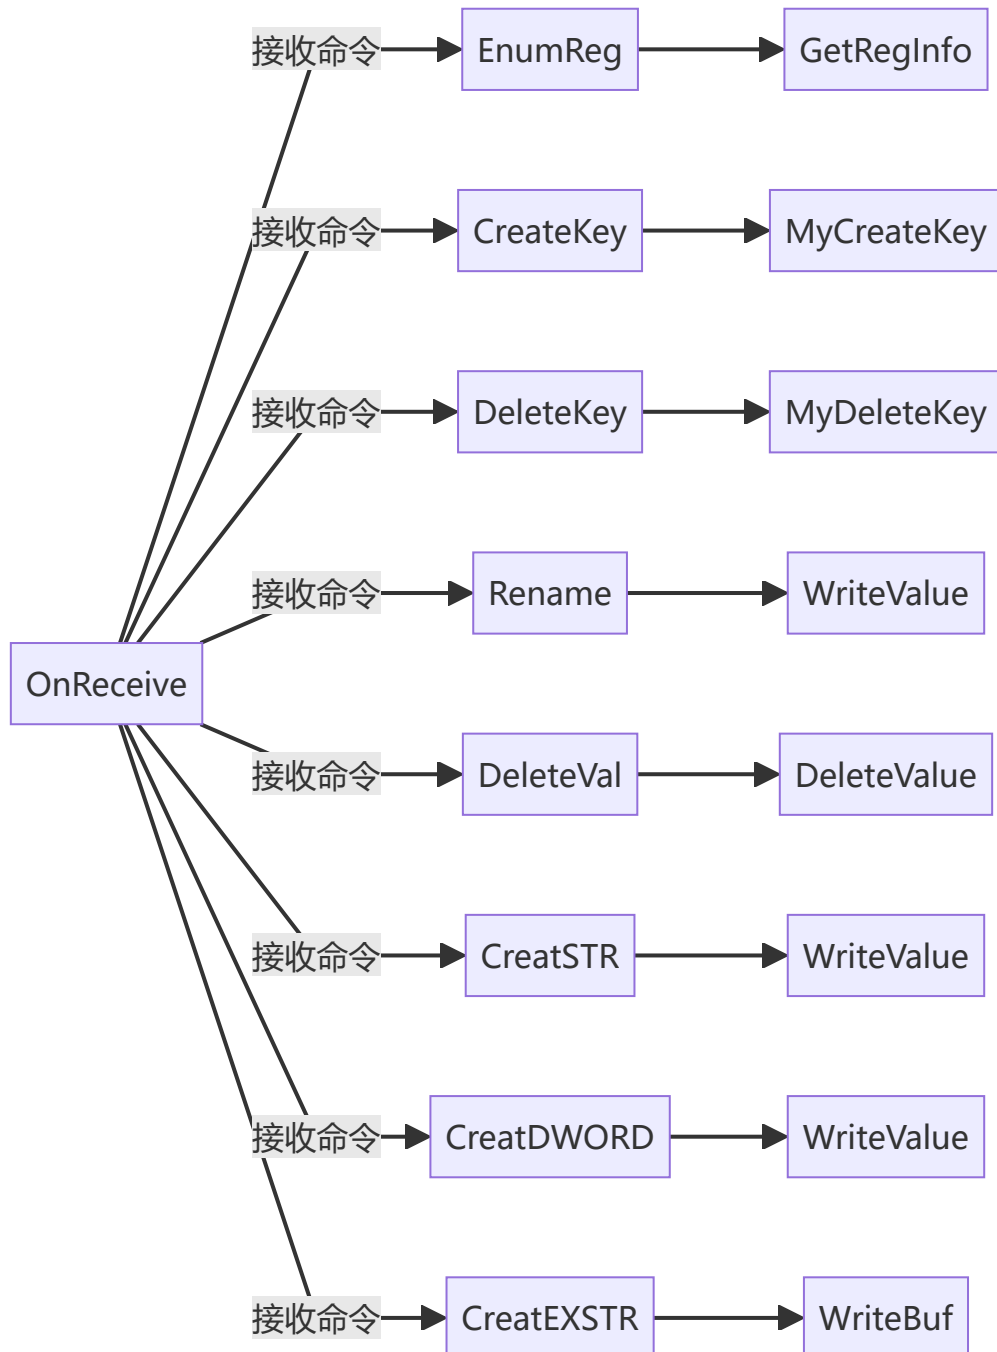 接收命令
EnumReg
GetRegInfo
接收命令
CreateKey
MyCreateKey
接收命令
DeleteKey
MyDeleteKey
接收命令
Rename
WriteValue
OnReceive
接收命令
DeleteVal
DeleteValue
接收命令
CreatSTR
WriteValue
接收命令
CreatDWORD
WriteValue
接收命令
CreatEXSTR
WriteBuf